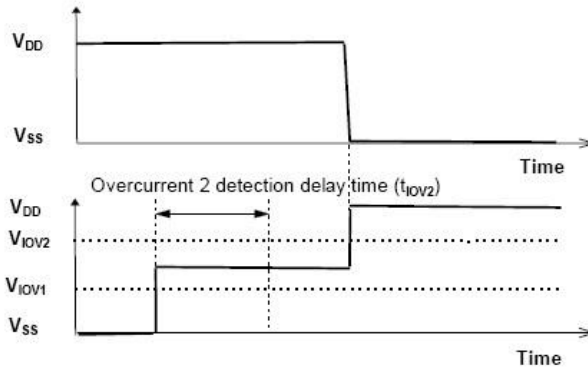 VDD
VSS
Time
Overcurrent 2 detection delay time (tIOV2)
VDD
VIOV2
VIOV1
VSS
Time